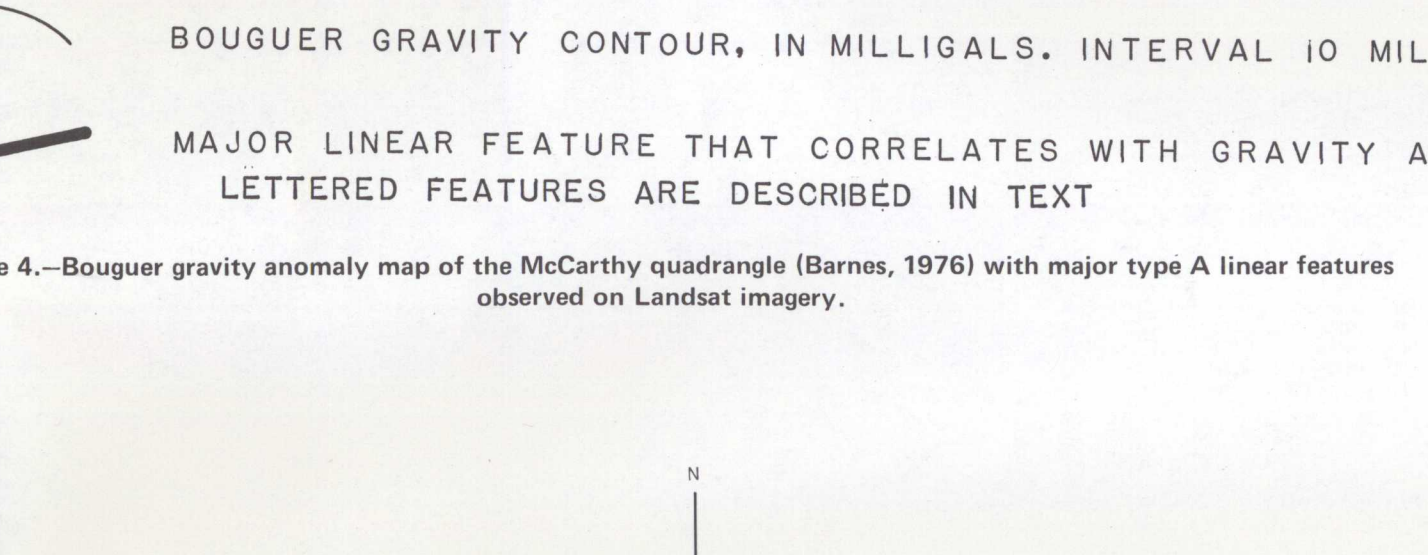 BOUGUER GRAVITY CONTOUR, IN MILLIGALS. INTERVAL 10 MIL
MAJOR LINEAR FEATURE THAT CORRELATES WITH GRAVITY A
LETTERED FEATURES ARE DESCRIBED IN TEXT
e 4.—Bouguer gravity anomaly map of the McCarthy quadrangle (Barnes, 1976) with major type A linear features
observed on Landsat imagery.
N